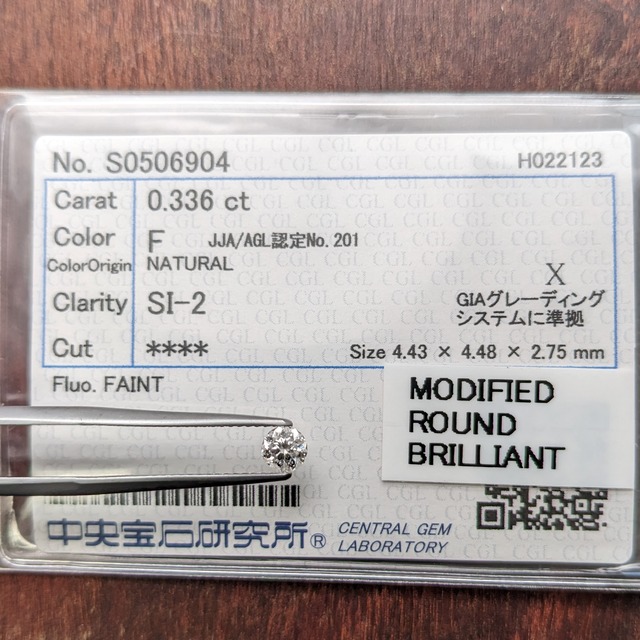 No. S0506904 H022123
Carat 0.336 ct
Color F JJA/AGL認定No. 201
ColorOrigin NATURAL
X
Clarity SI-2 GIAグレーディング
システムに準拠
Cut **** Size 4.43 × 4.48 × 2.75 mm
Fluo. FAINT
MODIFIED
ROUND
BRILLIANT
中央宝石研究所® CENTRAL GEM
LABORATORY